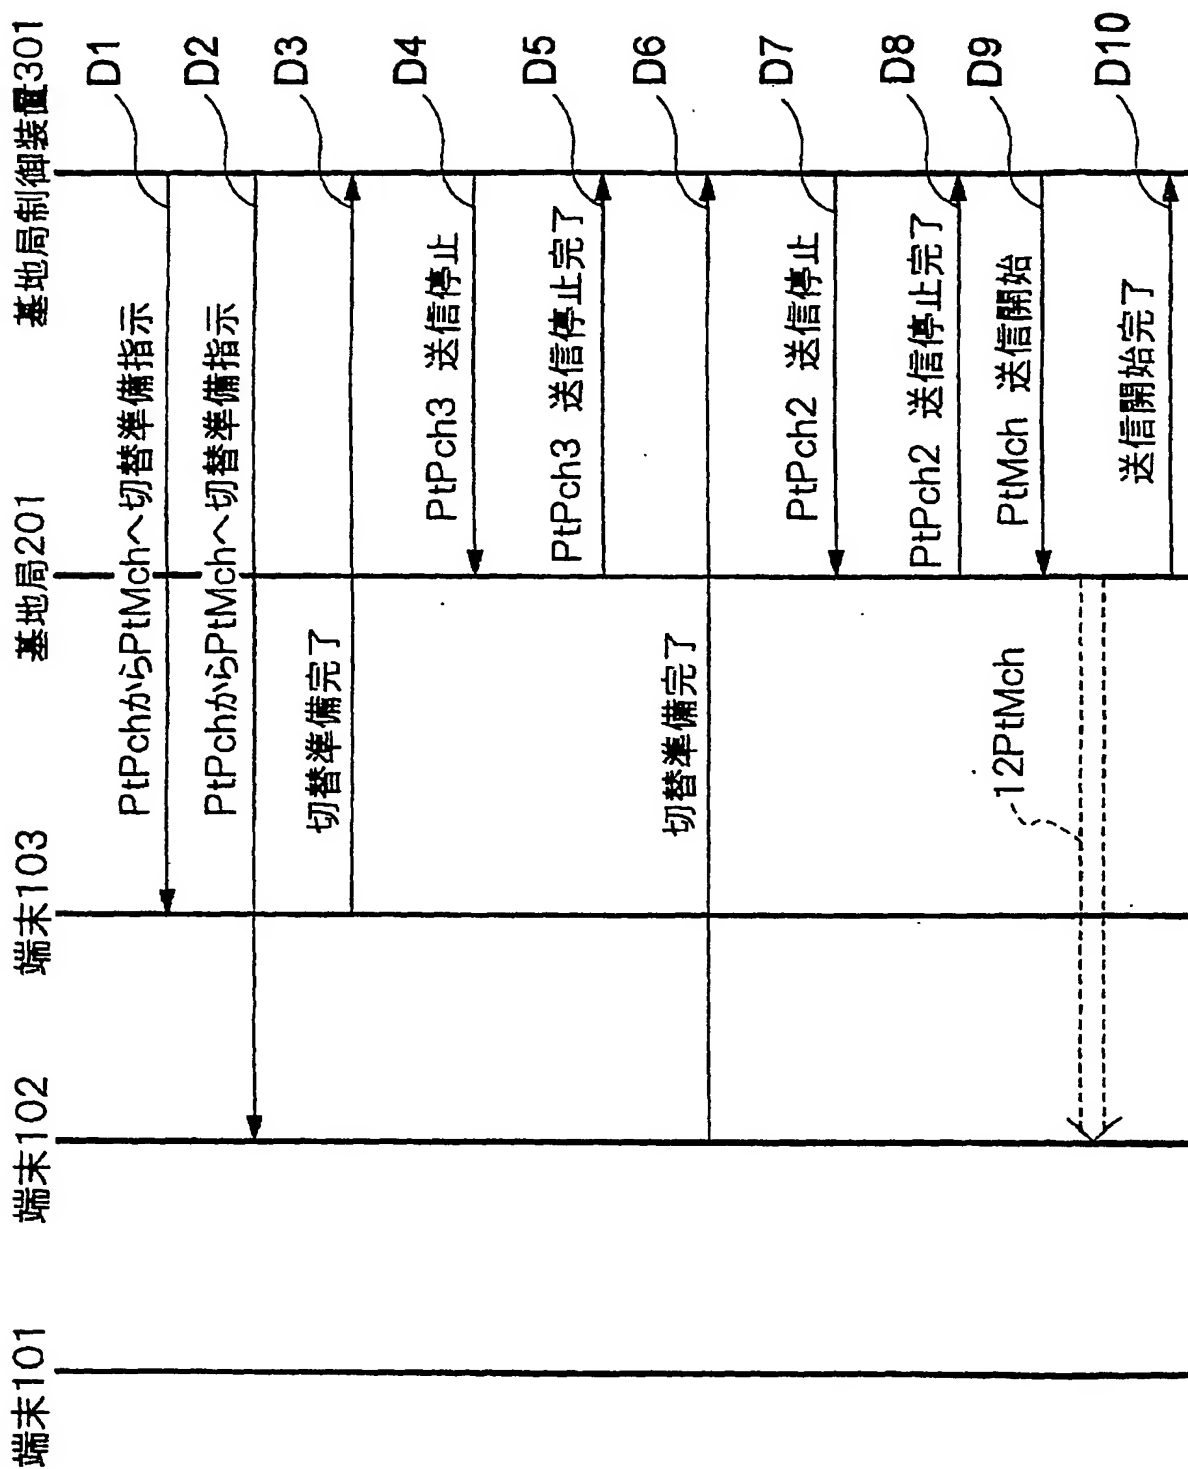 端末101
端末102
端末103
基地局201
基地局制御装置301
PtPchからPtMchへ切替準備指示
D1
PtPchからPtMchへ切替準備指示
D2
切替準備完了
D3
PtPch3 送信停止
D4
PtPch3 送信停止完了
D5
切替準備完了
D6
PtPch2 送信停止
D7
PtPch2 送信停止完了
D8
PtMch 送信開始
D9
12PtMch
送信開始完了
D10